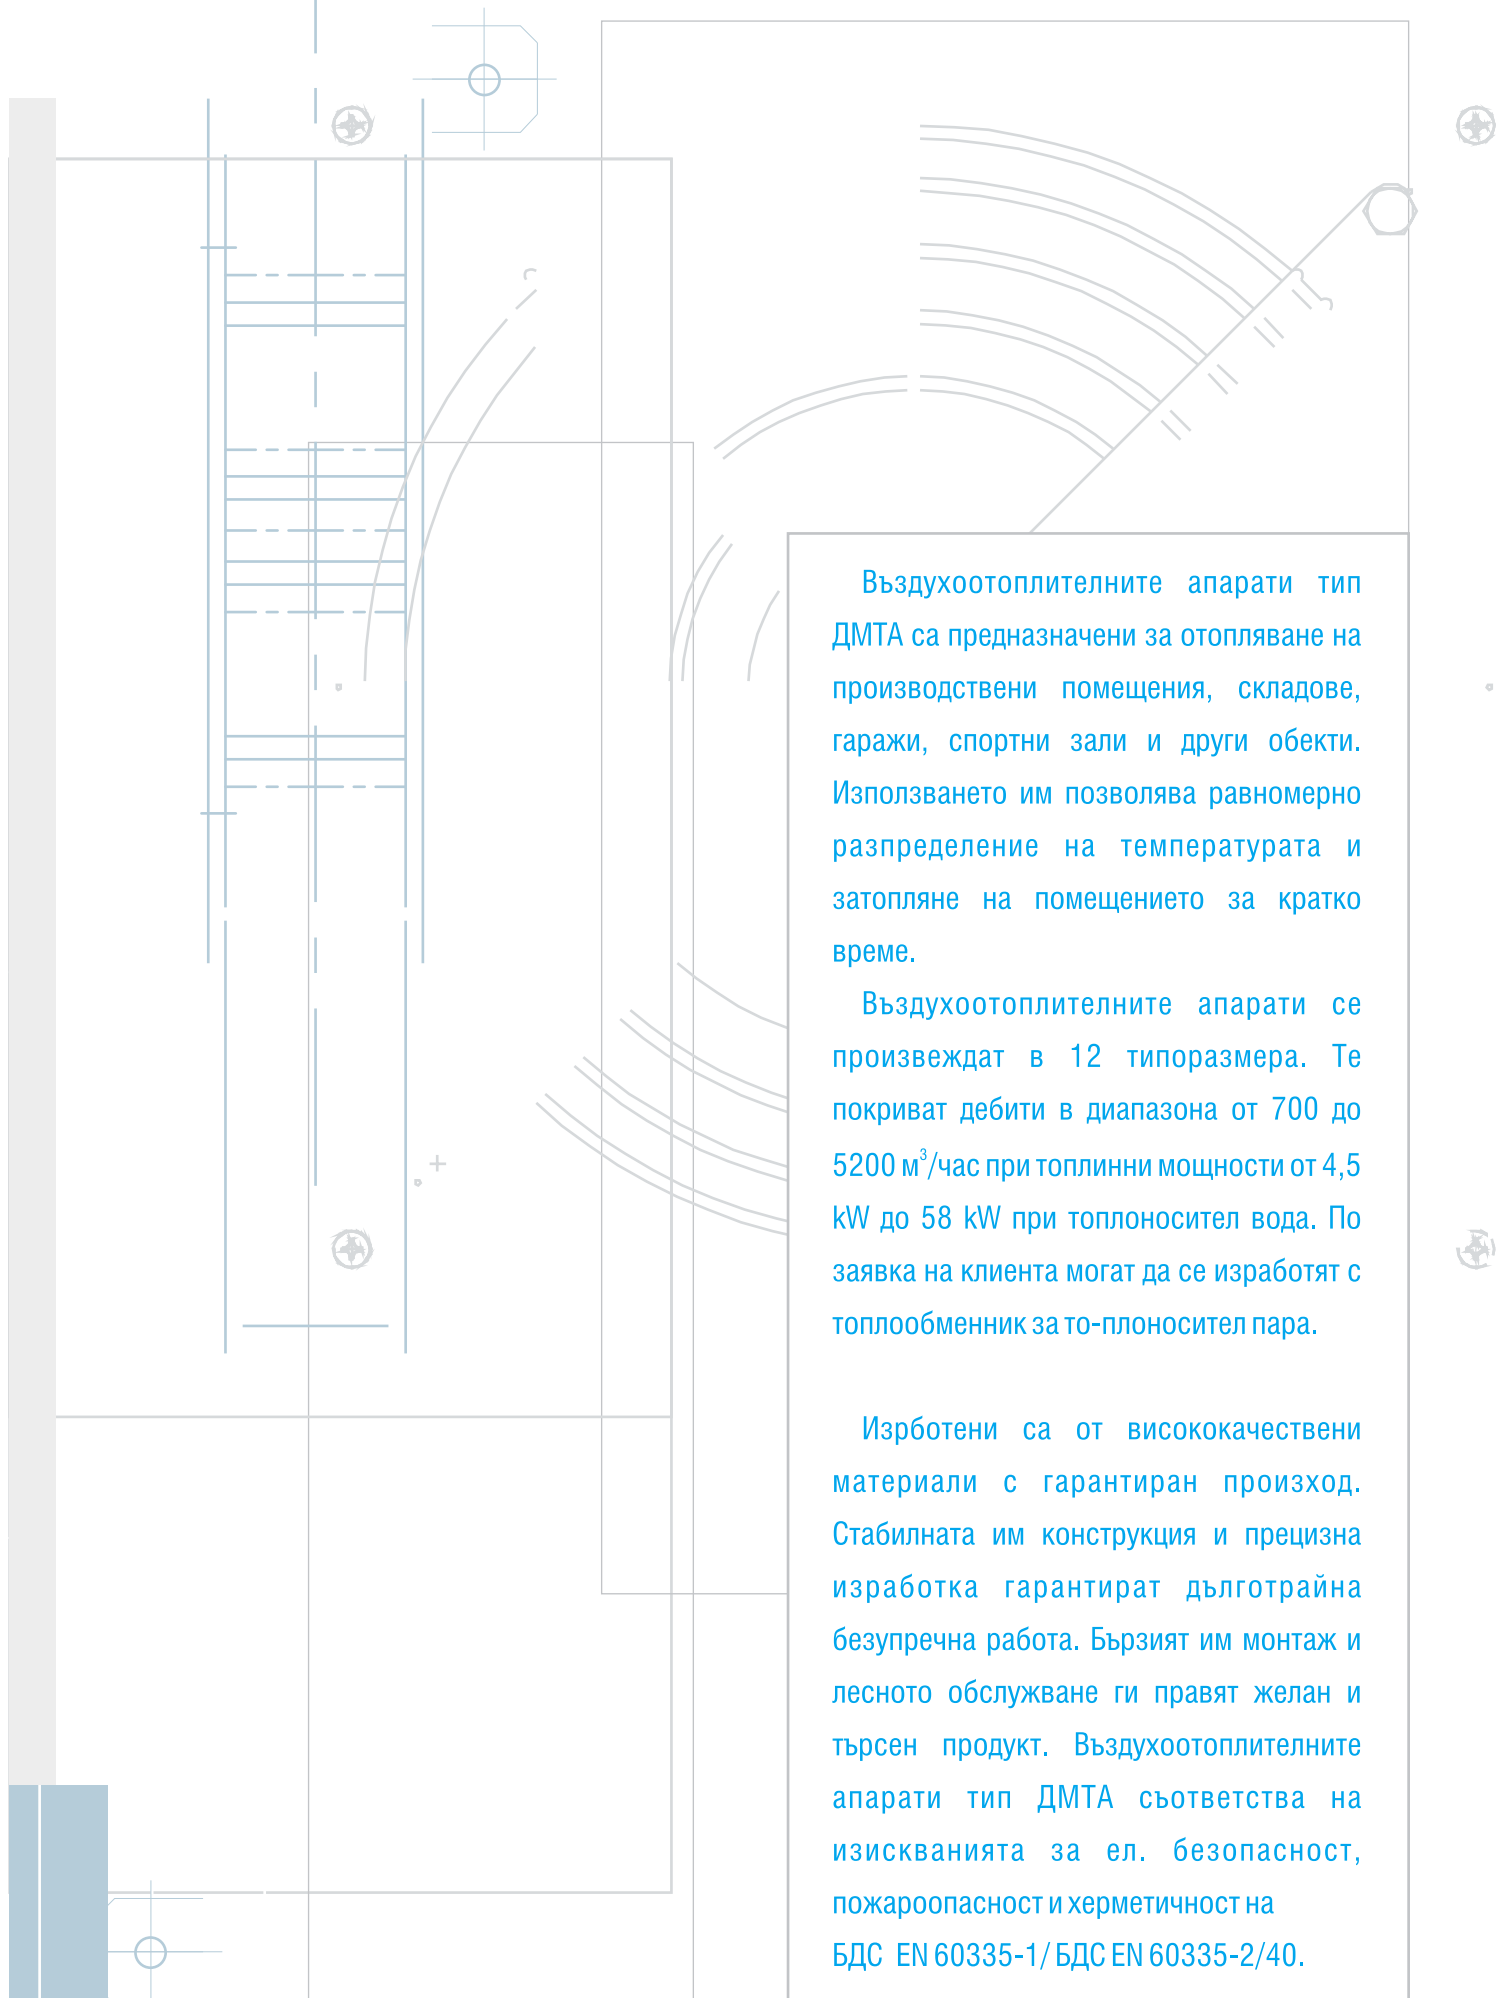 Въздухоотоплителните апарати тип
ДМТА са предназначени за отопляване на
производствени помещения, складове,
гаражи, спортни зали и други обекти.
Използването им позволява равномерно
разпределение на температурата и
затопляне на помещението за кратко
време.
Въздухоотоплителните апарати се
произвеждат в 12 типоразмера. Те
покриват дебити в диапазона от 700 до
5200 м³/час при топлинни мощности от 4,5
kW до 58 kW при топлоносител вода. По
заявка на клиента могат да се изработят с
топлообменник за то-плоносител пара.
Изрботени са от висококачествени
материали с гарантиран произход.
Стабилната им конструкция и прецизна
изработка гарантират дълготрайна
безупречна работа. Бързият им монтаж и
лесното обслужване ги правят желан и
търсен продукт. Въздухоотоплителните
апарати тип ДМТА съответства на
изискванията за ел. безопасност,
пожароопасност и херметичност на
БДС EN 60335-1/ БДС EN 60335-2/40.